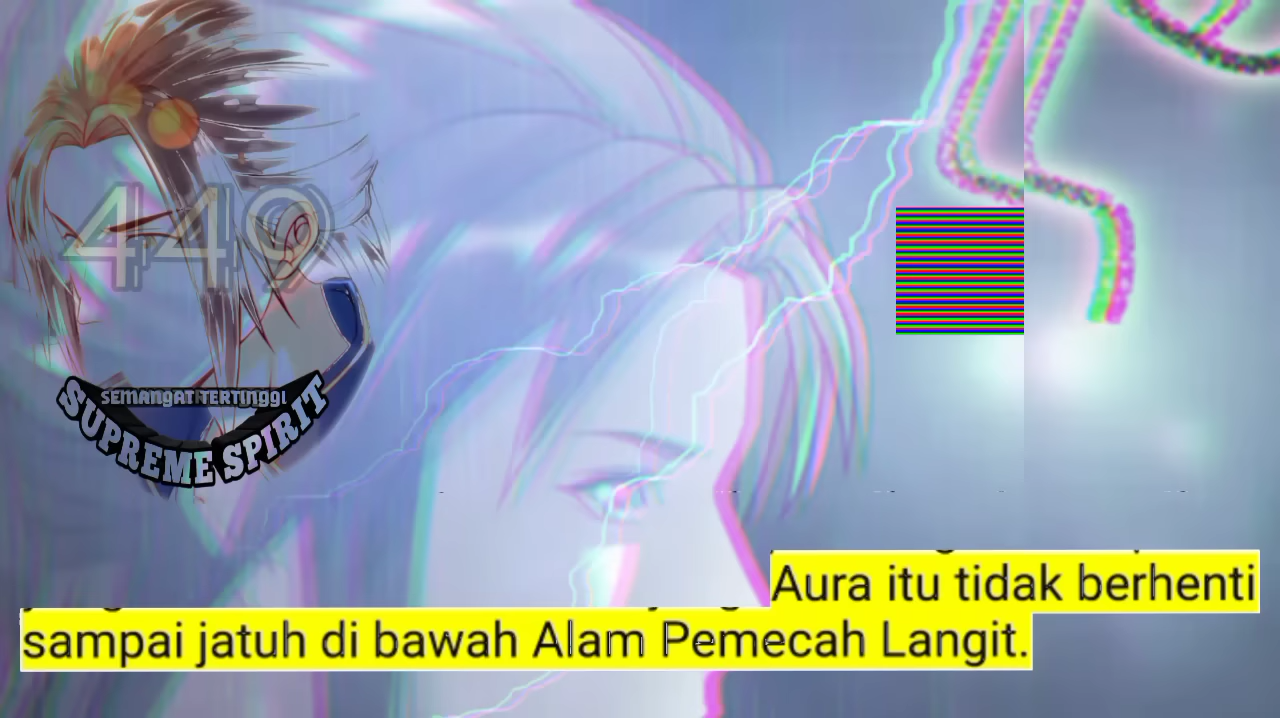 449
SEMANGAT TERTINGGI
SUPREME SPIRIT
Aura itu tidak berhenti
sampai jatuh di bawah Alam Pemecah Langit.